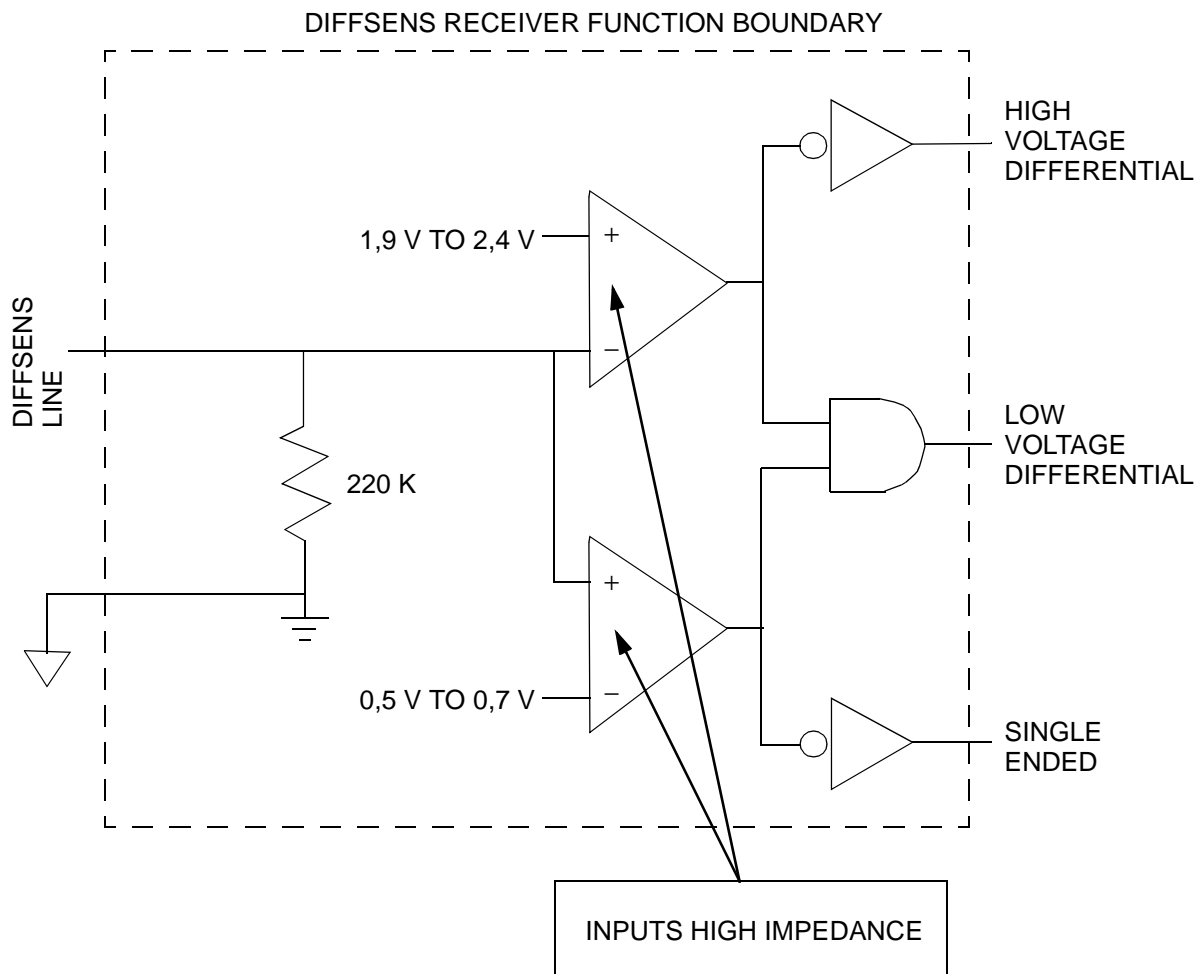 DIFFSENS RECEIVER FUNCTION BOUNDARY
HIGH
VOLTAGE
DIFFERENTIAL
1,9 V TO 2,4 V
+
−
DIFFSENS
LINE
LOW
VOLTAGE
DIFFERENTIAL
220 K
+
−
0,5 V TO 0,7 V
SINGLE
ENDED
INPUTS HIGH IMPEDANCE